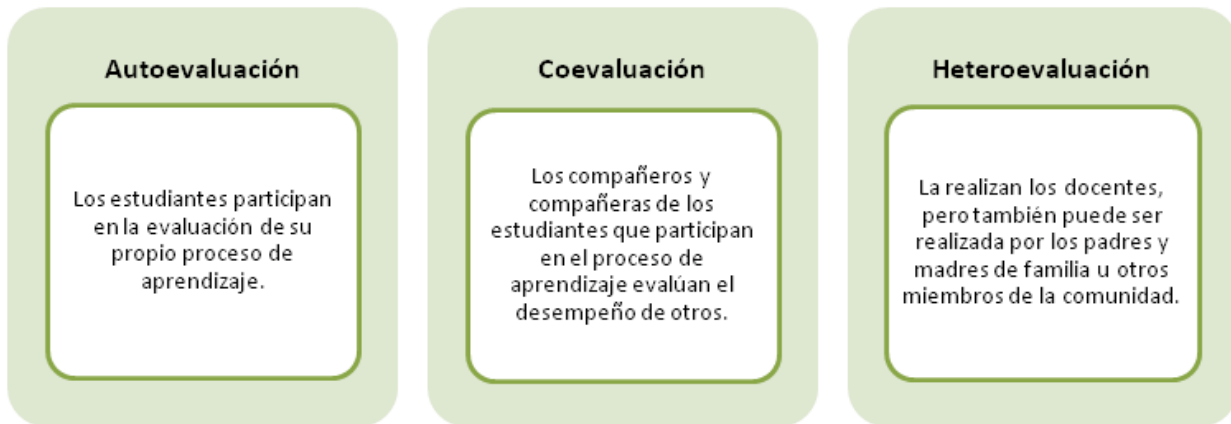 Autoevaluación
Los estudiantes participan
en la evaluación de su
propio proceso de
aprendizaje.
Coevaluación
Los compañeros y
compañeras de los
estudiantes que participan
en el proceso de
aprendizaje evalúan el
desempeño de otros.
Heteroevaluación
La realizan los docentes,
pero también puede ser
realizada por los padres y
madres de familia u otros
miembros de la comunidad.